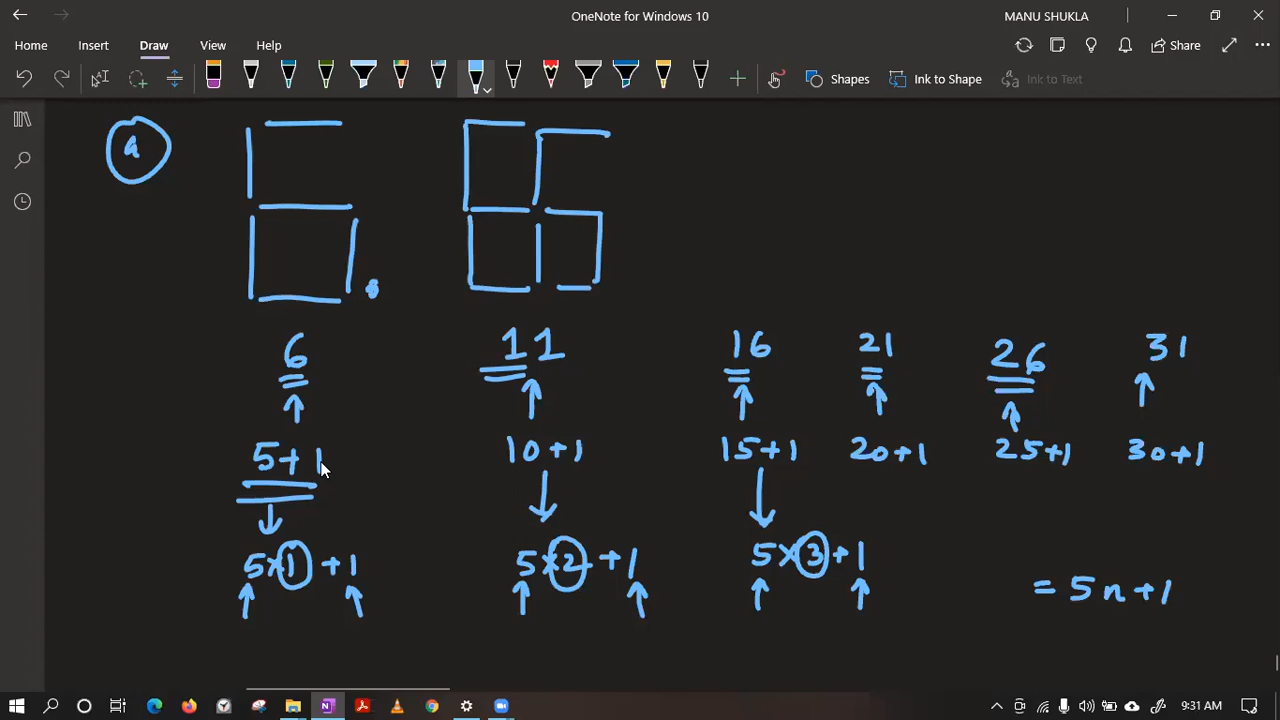 OneNote for Windows 10
MANU SHUKLA
Home Insert Draw View Help
Share
Shapes
Ink to Shape
Ink to Text
a
6 11 16 21 26 31
5+1 10+1 15+1 20+1 25+1 30+1
5×1+1 5×2+1 5×3+1
=5n+1
9:31 AM